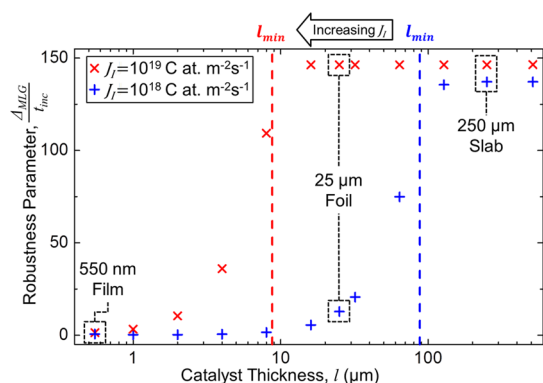 l_min
Increasing J_I
l_min
150
100
50
0
Robustness Parameter, Δ_MLG / t_inc
× J_I=10^19 C at. m^-2s^-1
+ J_I=10^18 C at. m^-2s^-1
250 µm
Slab
25 µm
Foil
550 nm
Film
1
10
100
Catalyst Thickness, l (µm)